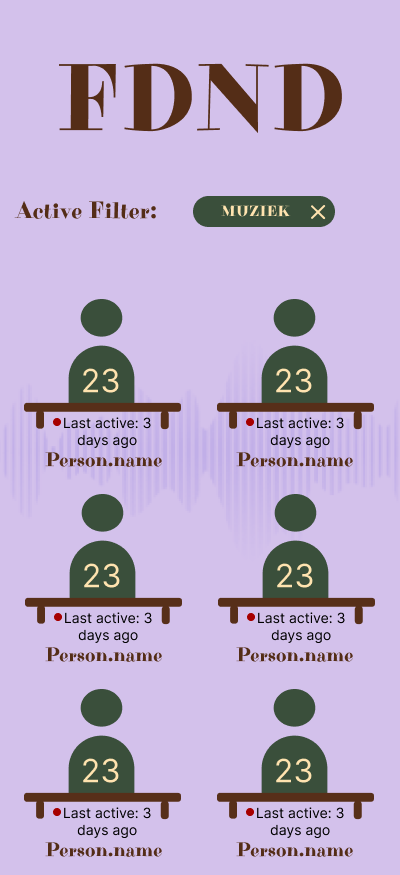 FDND
Active Filter: MUZIEK
23 23
Last active: 3 Last active: 3
days ago days ago
Person.name Person.name
23 23
Last active: 3 Last active: 3
days ago days ago
Person.name Person.name
23 23
Last active: 3 Last active: 3
days ago days ago
Person.name Person.name